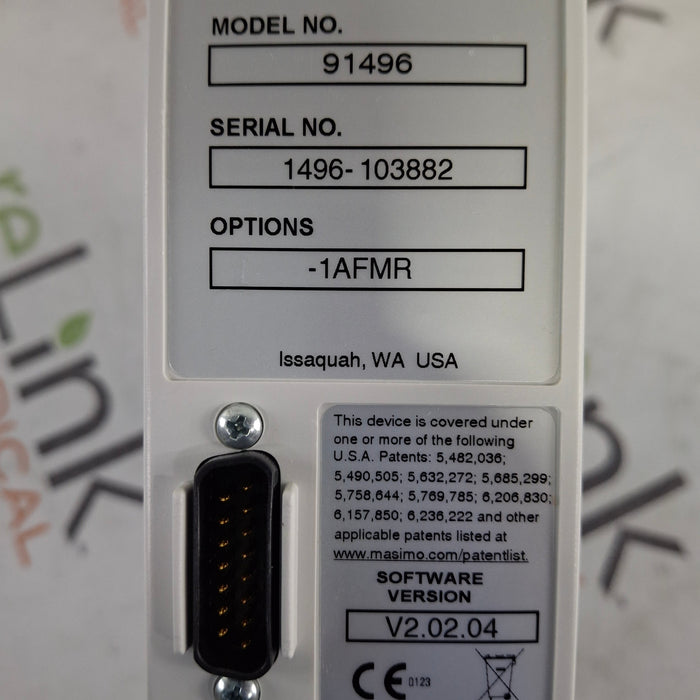 MODEL NO.
91496
SERIAL NO.
1496- 103882
OPTIONS
-1AFMR
Issaquah, WA USA
This device is covered under
one or more of the following
U.S.A. Patents: 5,482,036;
5,490,505; 5,632,272; 5,685,299;
5,758,644; 5,769,785; 6,206,830;
6,157,850; 6,236,222 and other
applicable patents listed at
www.masimo.com/patentlist.
SOFTWARE
VERSION
V2.02.04
CE 0123
Link
ICAL